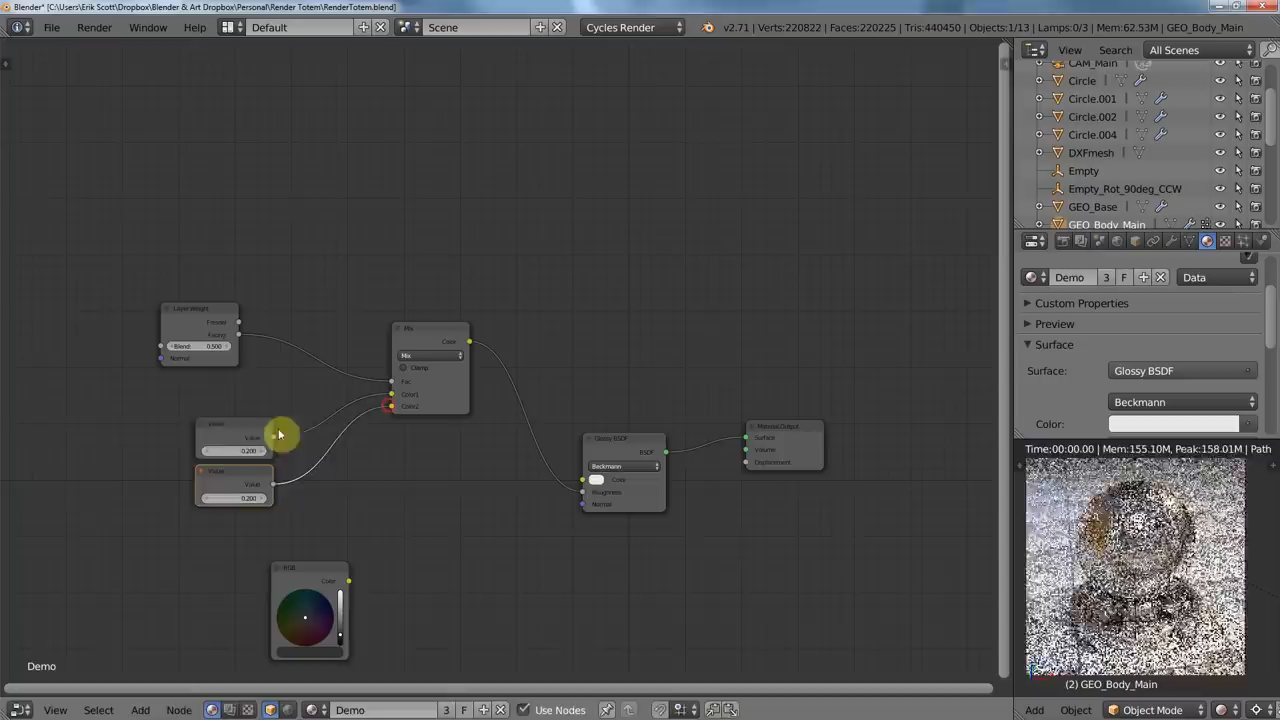 Blender* [C:\Users\Erik Scott\Dropbox\Blender & Art Dropbox\Personal\Render Totem\RenderTotem.blend]
File Render Window Help Default Scene Cycles Render v2.71 | Verts:220822 | Faces:220225 | Tris:440450 | Objects:1/13 | Lamps:0/3 | Mem:62.53M | GEO_Body_Main
View Search All Scenes
CAM_Main
Circle
Circle.001
Circle.002
Circle.004
DXFmesh
Empty
Empty_Rot_90deg_CCW
GEO_Base
GEO_Body_Main
Demo 3 F Data
Custom Properties
Preview
Surface
Surface: Glossy BSDF
Beckmann
Layer Weight
Fresnel
Facing
Blend: 0.500
Normal
Mix
Color
Mix
Clamp
Fac
Color1
Color2
Value
Value
0.200
Value
Value
0.200
Glossy BSDF
BSDF
Beckmann
Color
Roughness
Normal
Material Output
Surface
Volume
Displacement
RGB
Color
Time:00:00.00 | Mem:155.10M, Peak:158.01M | Path
(2) GEO_Body_Main
Demo
View Select Add Node Demo 3 F Use Nodes
Add Object Object Mode